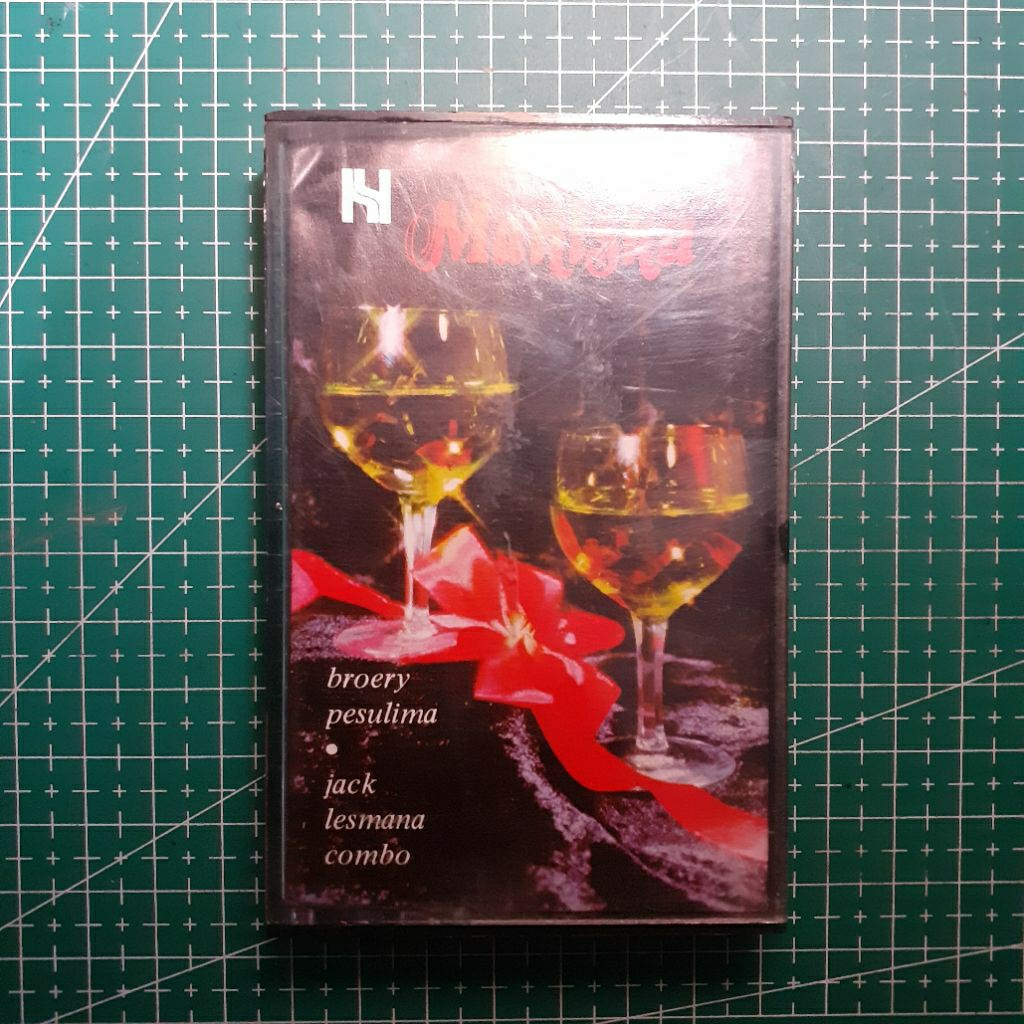 broery
pesulima
•
jack
lesmana
combo